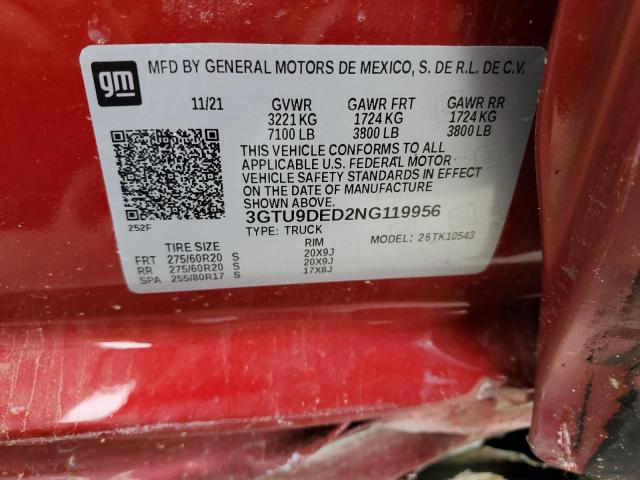 gm
MFD BY GENERAL MOTORS DE MEXICO, S. DE R.L. DE C.V.
11/21 GVWR GAWR FRT GAWR RR
3221 KG 1724 KG 1724 KG
7100 LB 3800 LB 3800 LB
THIS VEHICLE CONFORMS TO ALL
APPLICABLE U.S. FEDERAL MOTOR
VEHICLE SAFETY STANDARDS IN EFFECT
ON THE DATE OF MANUFACTURE
SHOWN ABOVE.
3GTU9DED2NG119956
252F
TYPE: TRUCK MODEL: 26TK10543
TIRE SIZE RIM
FRT 275/60R20 S 20X9J
RR 275/60R20 S 20X9J
SPA 255/80R17 S 17X8J